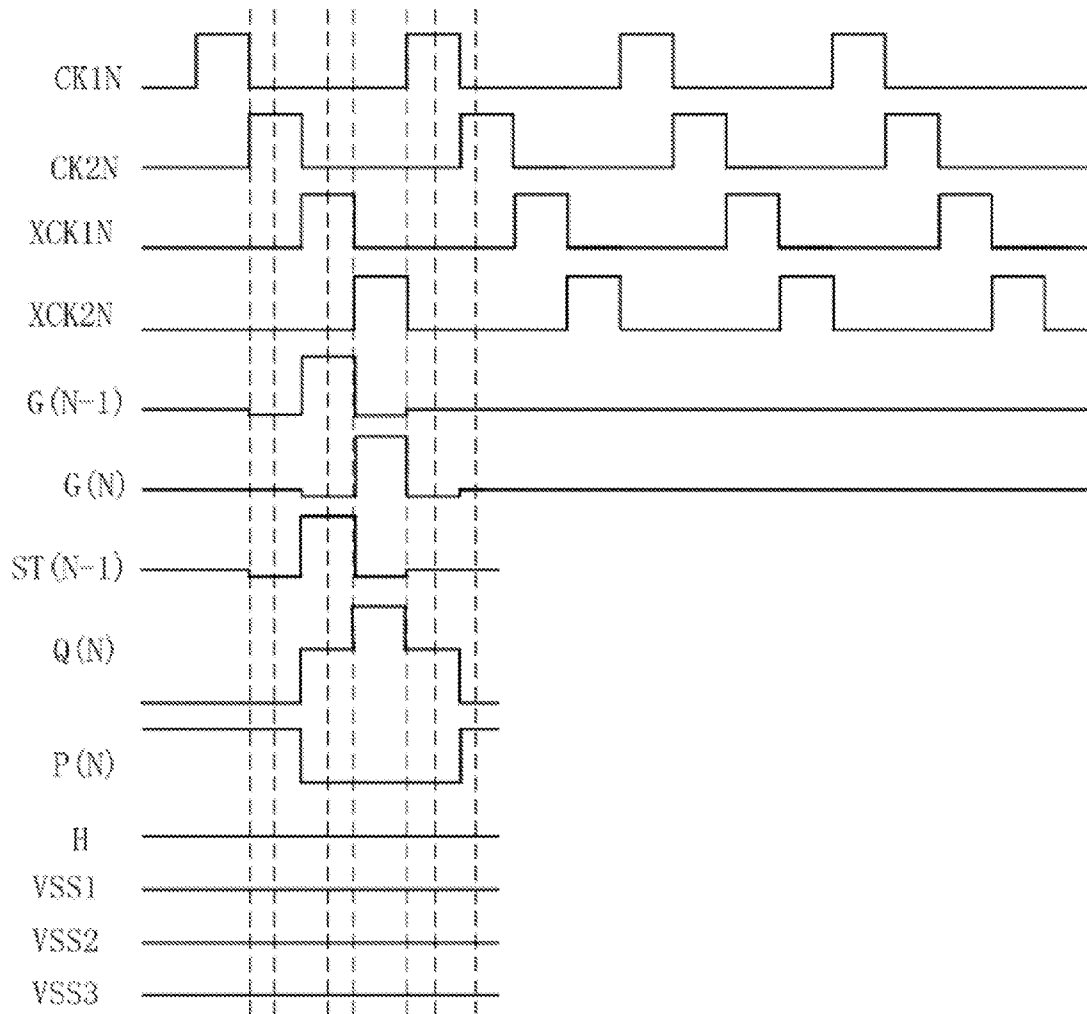 CK1N
CK2N
XCK1N
XCK2N
G(N-1)
G(N)
ST(N-1)
Q(N)
P(N)
H
VSS1
VSS2
VSS3